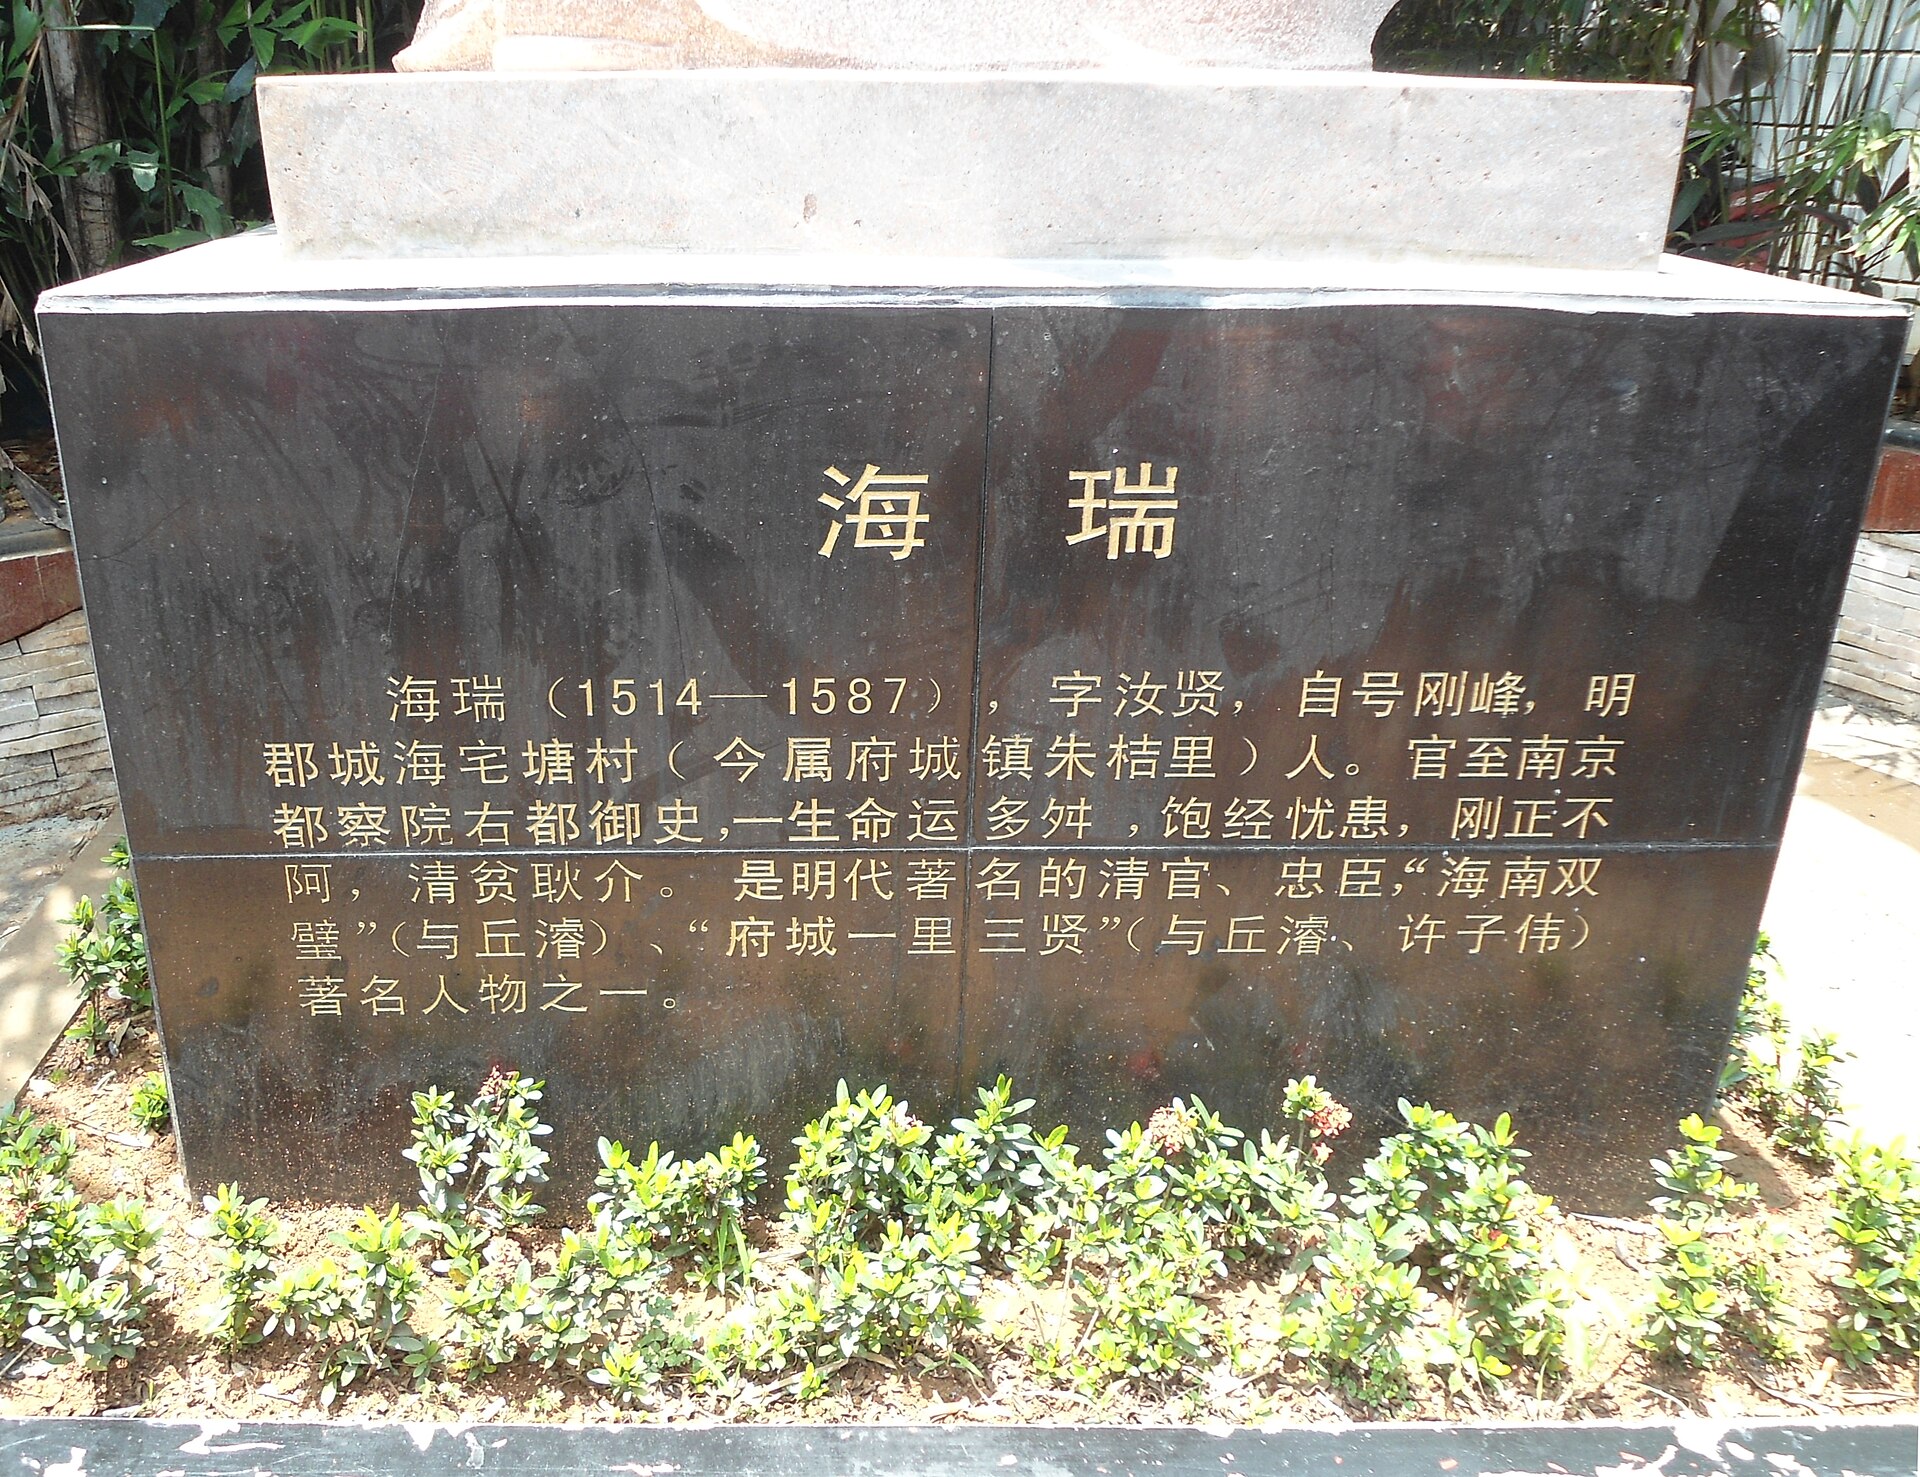 海瑞
海瑞（1514—1587），字汝贤，自号刚峰，明
郡城海宅塘村（今属府城镇朱桔里）人。官至南京
都察院右都御史，一生命运多舛，饱经忧患，刚正不
阿，清贫耿介。是明代著名的清官、忠臣，“海南双
璧”（与丘濬）、“府城一里三贤”（与丘濬、许子伟）
著名人物之一。